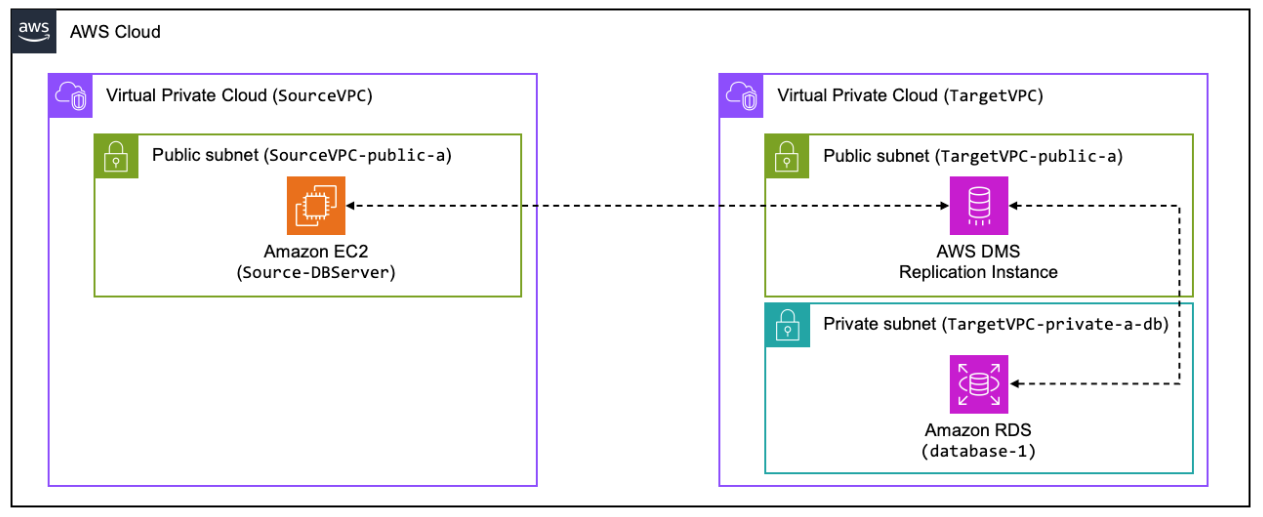 aws
AWS Cloud
Virtual Private Cloud (SourceVPC)
Public subnet (SourceVPC-public-a)
Amazon EC2
(Source-DBServer)
Virtual Private Cloud (TargetVPC)
Public subnet (TargetVPC-public-a)
AWS DMS
Replication Instance
Private subnet (TargetVPC-private-a-db)
Amazon RDS
(database-1)